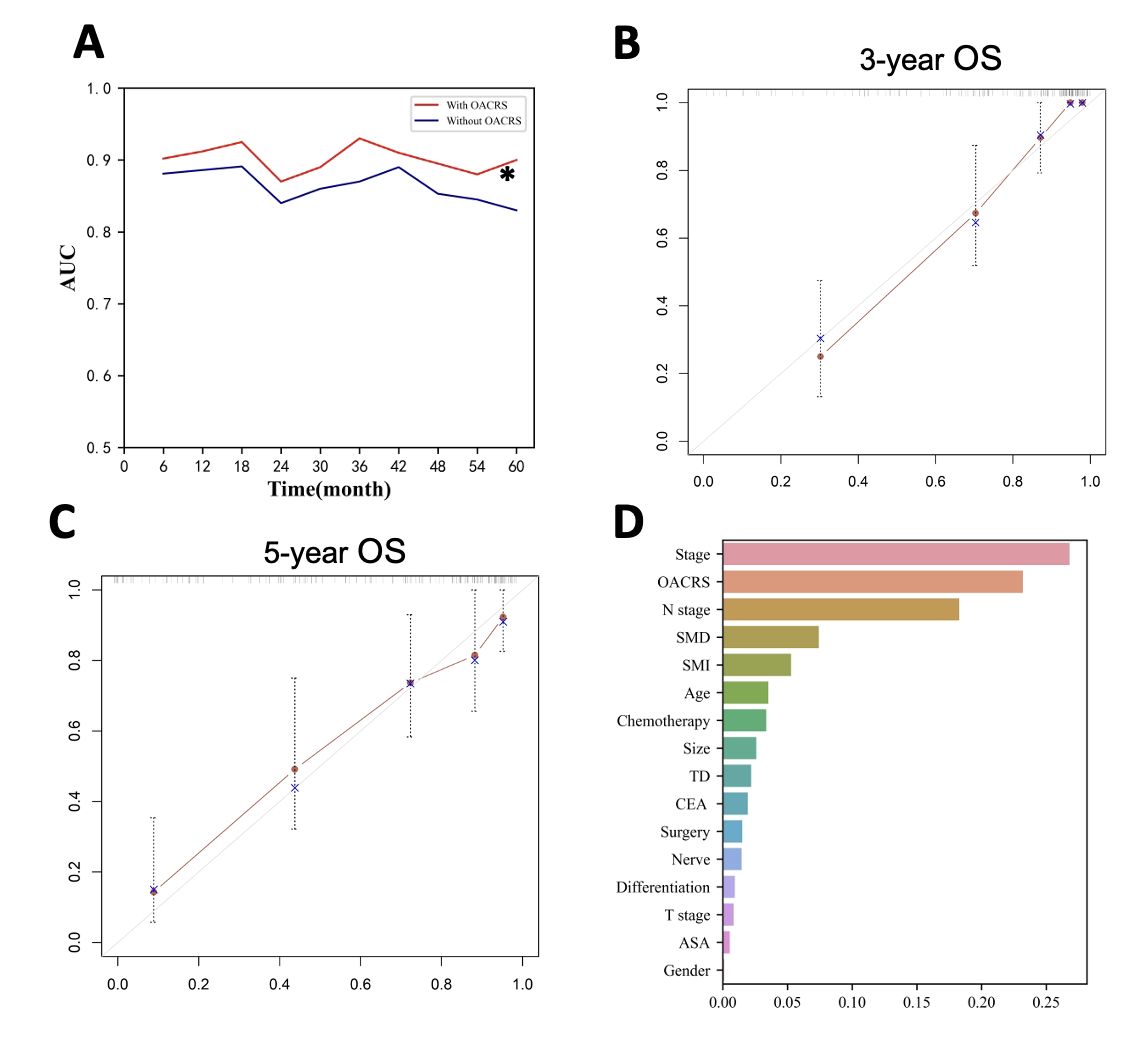 A
1.0
0.9
0.8
0.7
0.6
0.5
AUC
With OACRS
Without OACRS
*
0 6 12 18 24 30 36 42 48 54 60
Time(month)
B
3-year OS
1.0
0.8
0.6
0.4
0.2
0.0
0.0 0.2 0.4 0.6 0.8 1.0
C
5-year OS
1.0
0.8
0.6
0.4
0.2
0.0
0.0 0.2 0.4 0.6 0.8 1.0
D
Stage
OACRS
N stage
SMD
SMI
Age
Chemotherapy
Size
TD
CEA
Surgery
Nerve
Differentiation
T stage
ASA
Gender
0.00 0.05 0.10 0.15 0.20 0.25